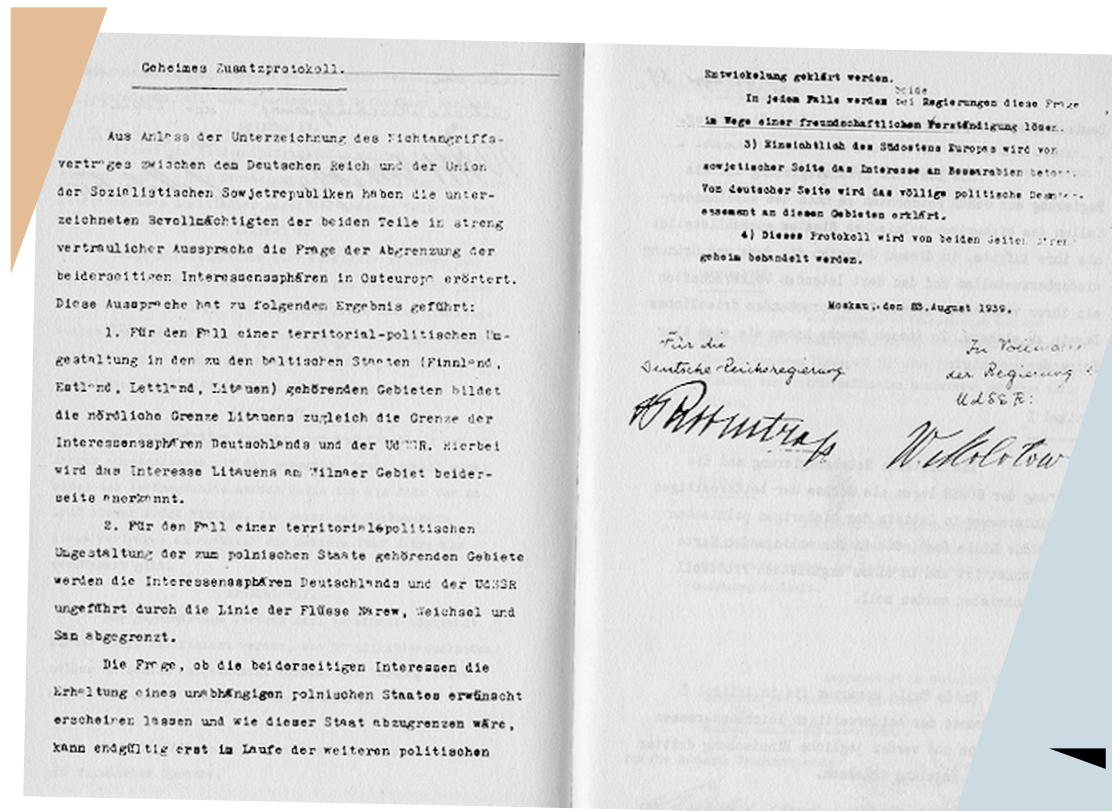 Geheimes Zusatzprotokoll.
Aus Anlass der Unterzeichnung des Nichtangriffs-
vertrages zwischen dem Deutschen Reich und der Union
der Sozialistischen Sowjetrepubliken haben die unter-
zeichneten Bevollmächtigten der beiden Teile in streng
vertraulicher Aussprache die Frage der Abgrenzung der
beiderseitigen Interessensphären in Osteuropa erörtert.
Diese Aussprache hat zu folgendem Ergebnis geführt:
1. Für den Fall einer territorial-politischen Um-
gestaltung in den zu den baltischen Staaten (Finnland,
Estland, Lettland, Litauen) gehörenden Gebieten bildet
die nördliche Grenze Litauens zugleich die Grenze der
Interessensphären Deutschlands und der UdSSR. Hierbei
wird das Interesse Litauens am Wilnaer Gebiet beider-
seits anerkannt.
2. Für den Fall einer territorial-politischen
Umgestaltung der zum polnischen Staate gehörenden Gebiete
werden die Interessensphären Deutschlands und der UdSSR
ungefährt durch die Linie der Flüsse Narew, Weichsel und
San abgegrenzt.
Die Frage, ob die beiderseitigen Interessen die
Erhaltung eines unabhängigen polnischen Staates erwünscht
erscheinen lassen und wie dieser Staat abzugrenzen wäre,
kann endgültig erst im Laufe der weiteren politischen
Entwickelung geklärt werden.
beide
In jedem Falle werden bei Regierungen diese Frage
im Wege einer freundschaftlichen Verständigung lösen.
3) Hinsichtlich des Südostens Europas wird von
sowjetischer Seite das Interesse an Bessarabien betont.
Von deutscher Seite wird das völlige politische Desinter-
essement an diesen Gebieten erklärt.
4) Dieses Protokoll wird von beiden Seiten streng
geheim behandelt werden.
Moskau, den 23. August 1939.
Für die
Deutsche Reichsregierung
Ribbentrop
In Vollmacht
der Regierung
UdSSR:
W. Molotow